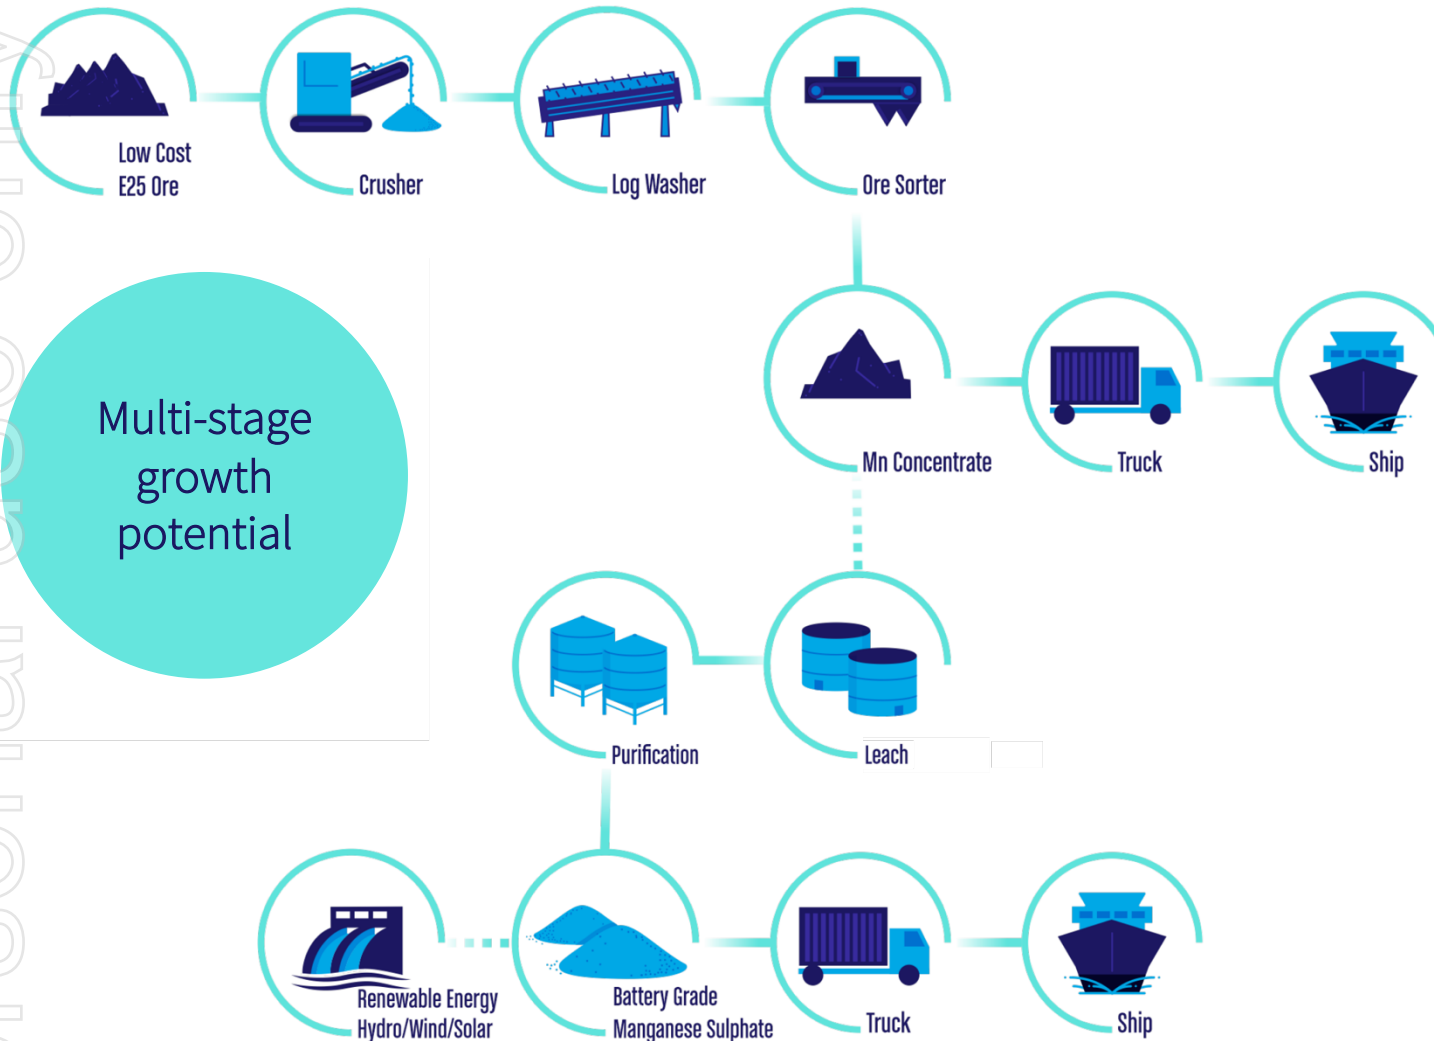 Low Cost
E25 Ore
Crusher
Log Washer
Ore Sorter
Multi-stage
growth
potential
Mn Concentrate
Truck
Ship
Purification
Leach
Renewable Energy
Hydro/Wind/Solar
Battery Grade
Manganese Sulphate
Truck
Ship